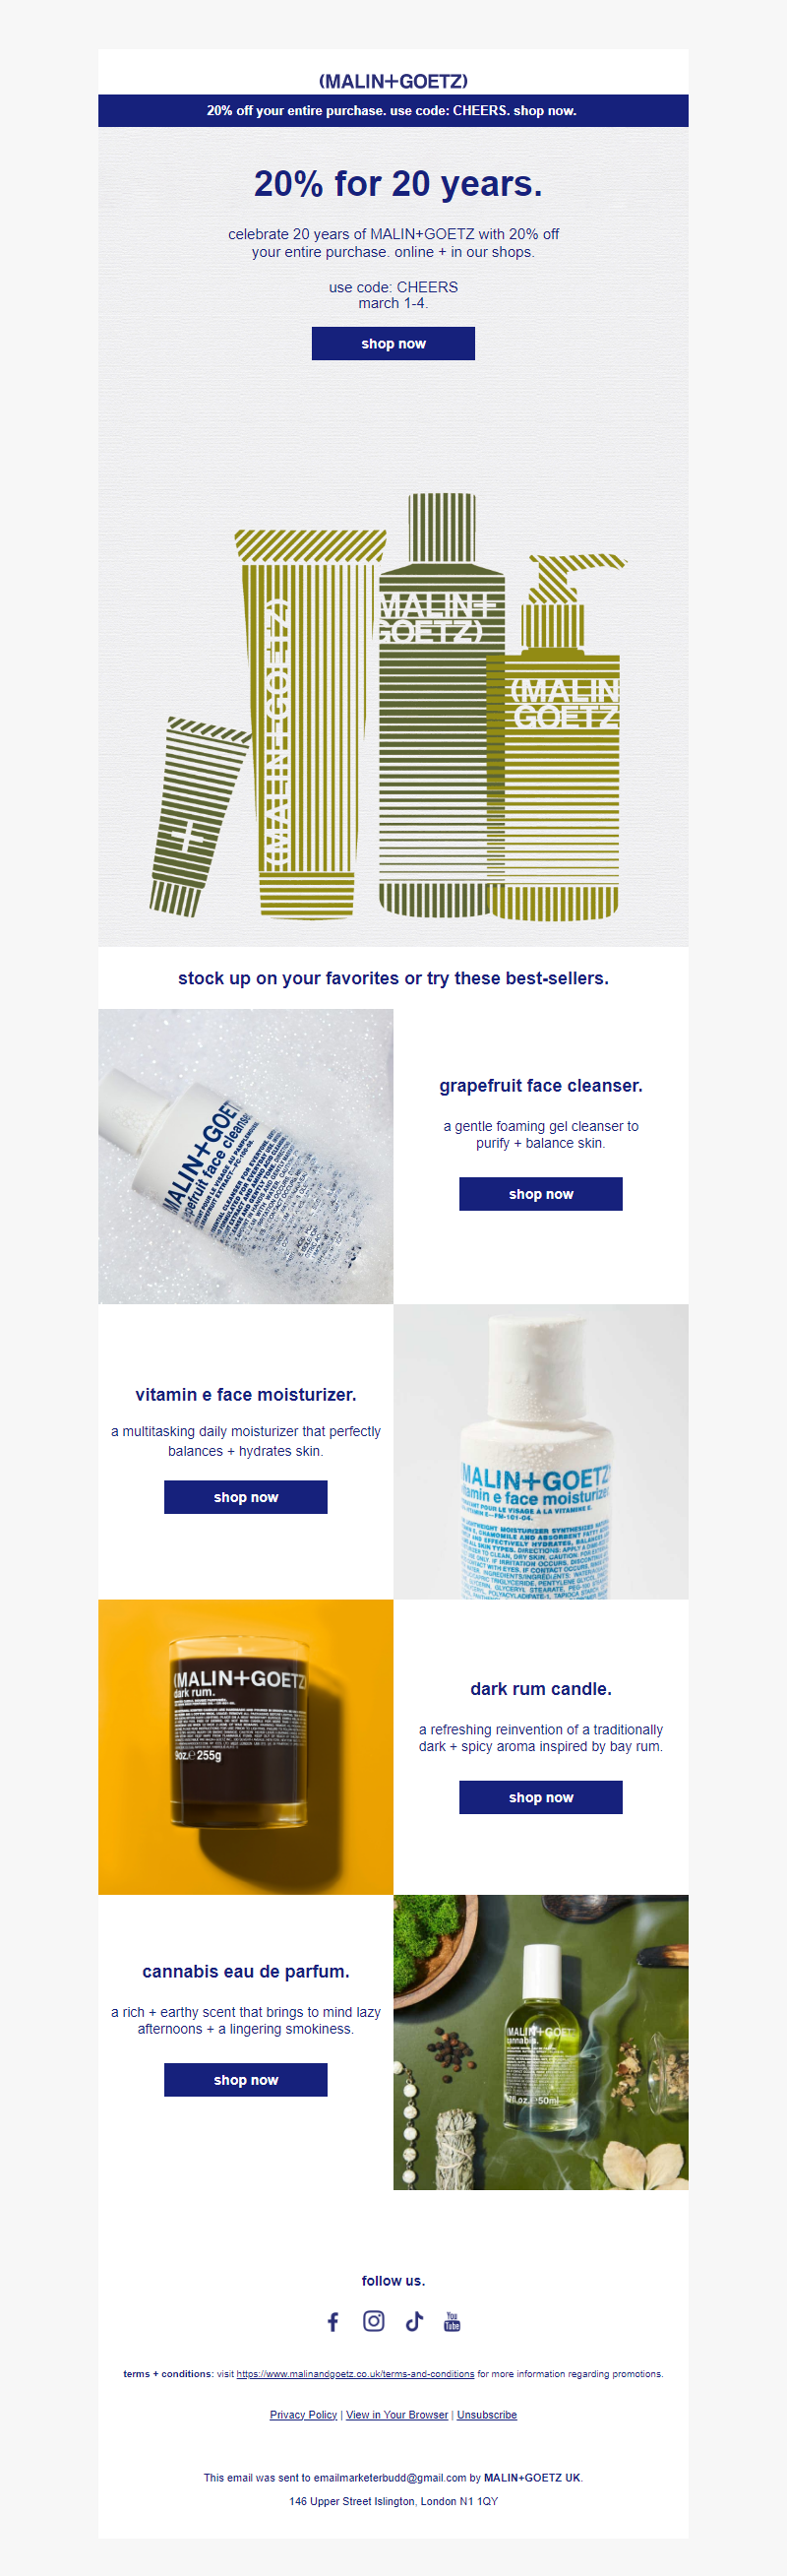 (MALIN+GOETZ)
20% off your entire purchase. use code: CHEERS. shop now.
20% for 20 years.
celebrate 20 years of MALIN+GOETZ with 20% off
your entire purchase. online + in our shops.
use code: CHEERS
march 1-4.
shop now
(MALIN+GOETZ)
(MALIN+
GOETZ)
(MALIN
GOETZ
+
stock up on your favorites or try these best-sellers.
MALIN+GOET
grapefruit face cleanser.
a gentle foaming gel cleanser to
purify + balance skin.
shop now
vitamin e face moisturizer.
a multitasking daily moisturizer that perfectly
balances + hydrates skin.
shop now
(MALIN+GOETZ
vitamin e face moisturizer
(MALIN+GOETZ)
dark rum.
9oz.e 255g
dark rum candle.
a refreshing reinvention of a traditionally
dark + spicy aroma inspired by bay rum.
shop now
cannabis eau de parfum.
a rich + earthy scent that brings to mind lazy
afternoons + a lingering smokiness.
shop now
(MALIN+GOETZ
cannabis.
follow us.
You
Tube
terms + conditions: visit https://www.malinandgoetz.co.uk/terms-and-conditions for more information regarding promotions.
Privacy Policy | View in Your Browser | Unsubscribe
This email was sent to emailmarketerbudd@gmail.com by MALIN+GOETZ UK.
146 Upper Street Islington, London N1 1QY